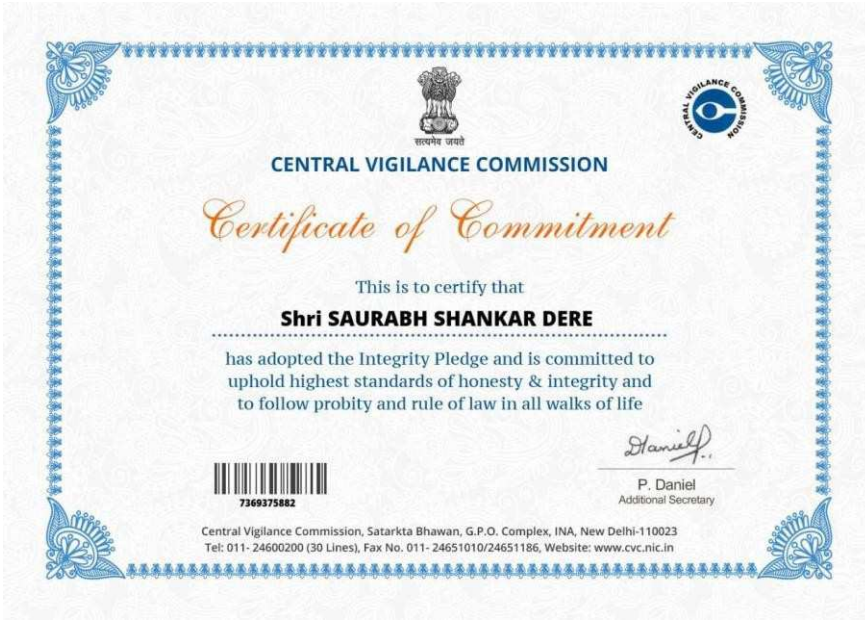 सत्यमेव जयते
CENTRAL VIGILANCE COMMISSION
CENTRAL VIGILANCE COMMISSION
Certificate of Commitment
This is to certify that
Shri SAURABH SHANKAR DERE
has adopted the Integrity Pledge and is committed to
uphold highest standards of honesty & integrity and
to follow probity and rule of law in all walks of life
DanielP.
P. Daniel
Additional Secretary
7369375882
Central Vigilance Commission, Satarkta Bhawan, G.P.O. Complex, INA, New Delhi-110023
Tel: 011- 24600200 (30 Lines), Fax No. 011- 24651010/24651186, Website: www.cvc.nic.in